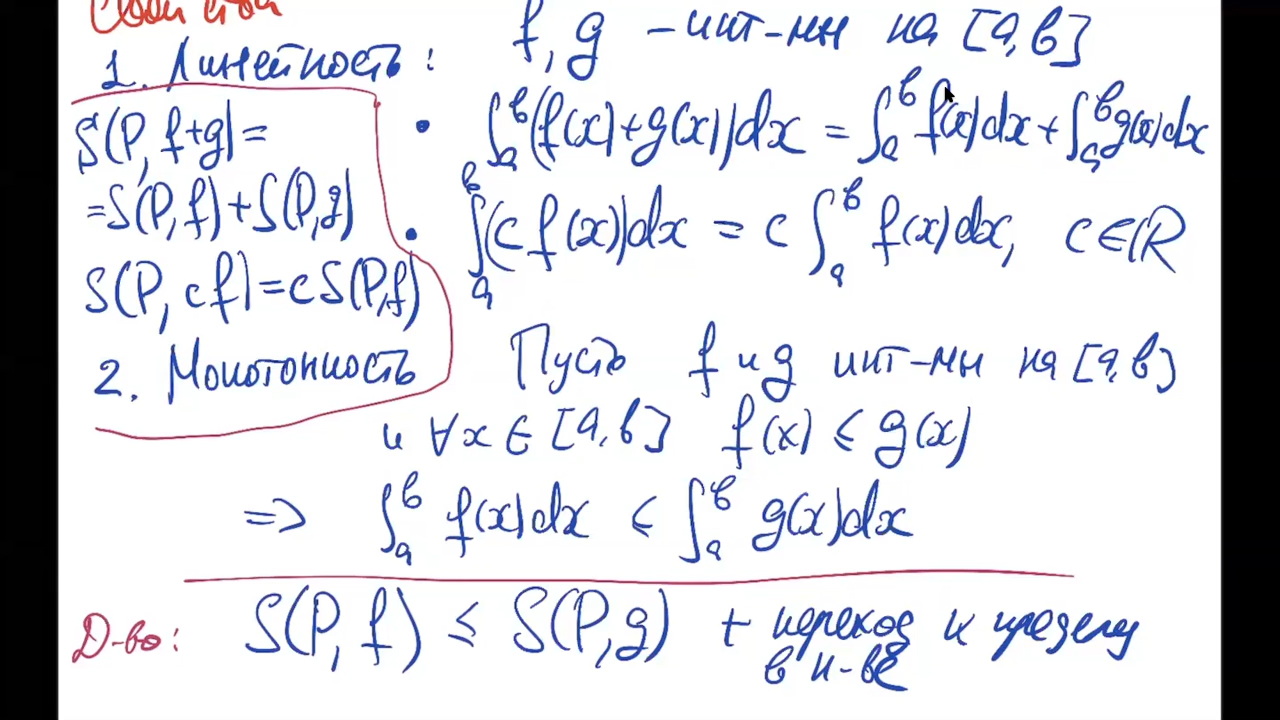 Свойства
1. Линейность: f, g – инт-мы на [a, b]
• ∫ₐᵇ(f(x)+g(x))dx = ∫ₐᵇ f(x)dx + ∫ₐᵇ g(x)dx
• ∫ₐᵇ(c f(x))dx = c ∫ₐᵇ f(x)dx, c ∈ ℝ
S(P, f+g) =
= S(P, f) + S(P, g)
S(P, cf) = cS(P, f)
2. Монотонность Пусть f и g инт-мы на [a, b]
и ∀x ∈ [a, b] f(x) ≤ g(x)
⇒ ∫ₐᵇ f(x)dx ≤ ∫ₐᵇ g(x)dx
Д-во: S(P, f) ≤ S(P, g) + переход к пределу
в н-ве